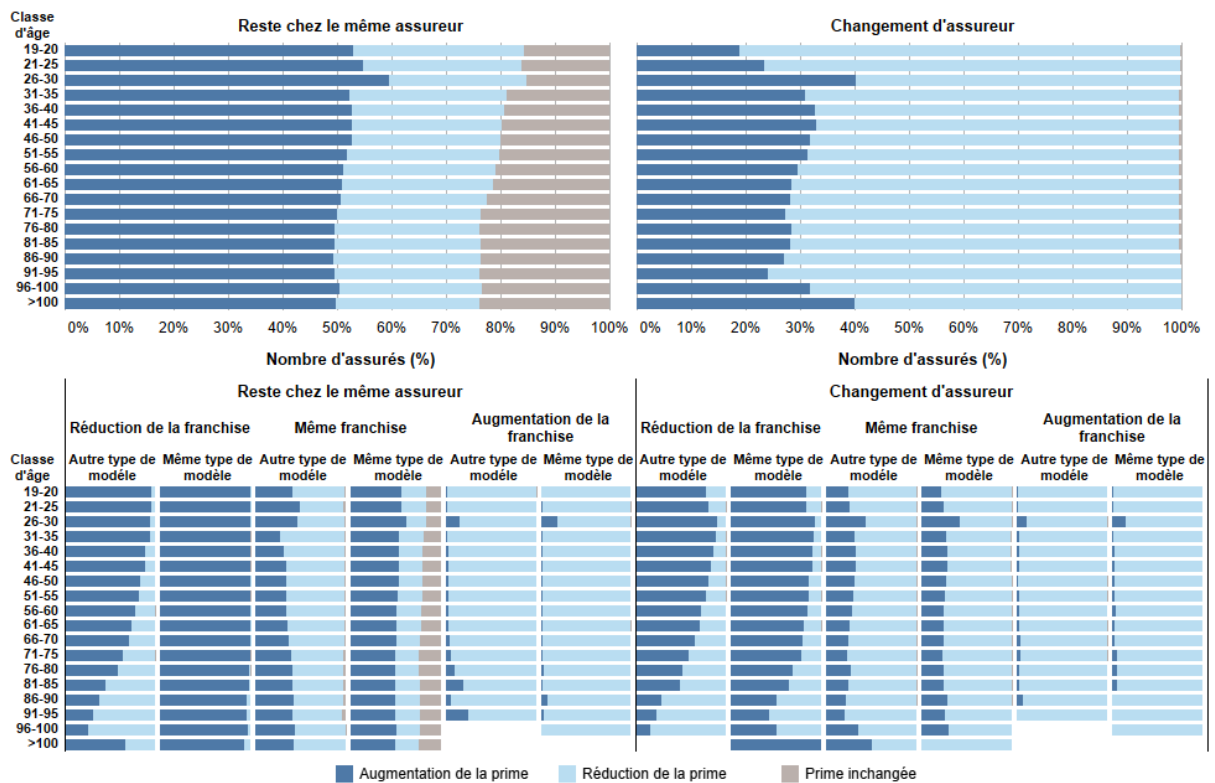 Classe d'âge
Reste chez le même assureur
Changement d'assureur
19-20
21-25
26-30
31-35
36-40
41-45
46-50
51-55
56-60
61-65
66-70
71-75
76-80
81-85
86-90
91-95
96-100
>100
0% 10% 20% 30% 40% 50% 60% 70% 80% 90% 100%
0% 10% 20% 30% 40% 50% 60% 70% 80% 90% 100%
Nombre d'assurés (%)
Nombre d'assurés (%)
Reste chez le même assureur
Changement d'assureur
Réduction de la franchise
Même franchise
Augmentation de la franchise
Réduction de la franchise
Même franchise
Augmentation de la franchise
Classe d'âge
Autre type de modéle
Même type de modèle
Autre type de modéle
Même type de modèle
Autre type de modéle
Même type de modèle
Autre type de modéle
Même type de modèle
Autre type de modéle
Même type de modèle
Autre type de modéle
Même type de modèle
19-20
21-25
26-30
31-35
36-40
41-45
46-50
51-55
56-60
61-65
66-70
71-75
76-80
81-85
86-90
91-95
96-100
>100
Augmentation de la prime
Réduction de la prime
Prime inchangée